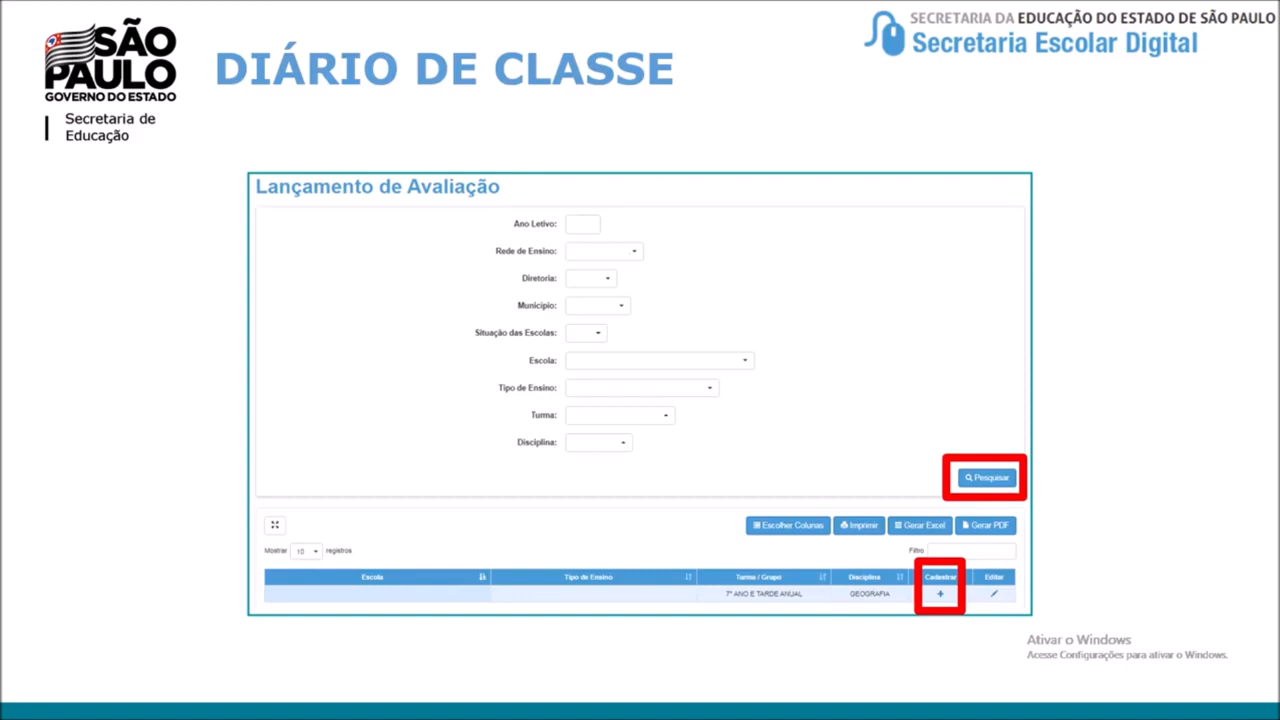 SÃO
PAULO
GOVERNO DO ESTADO
Secretaria de
Educação
DIÁRIO DE CLASSE
SECRETARIA DA EDUCAÇÃO DO ESTADO DE SÃO PAULO
Secretaria Escolar Digital
Lançamento de Avaliação
Ano Letivo:
Rede de Ensino:
Diretoria:
Município:
Situação das Escolas:
Escola:
Tipo de Ensino:
Turma:
Disciplina:
Pesquisar
Escolher Colunas Imprimir Gerar Excel Gerar PDF
Mostrar 10 registros Filtro
Escola Tipo de Ensino Turma / Grupo Disciplina Cadastrar Editar
7° ANO E TARDE ANUAL GEOGRAFIA
Ativar o Windows
Acesse Configurações para ativar o Windows.